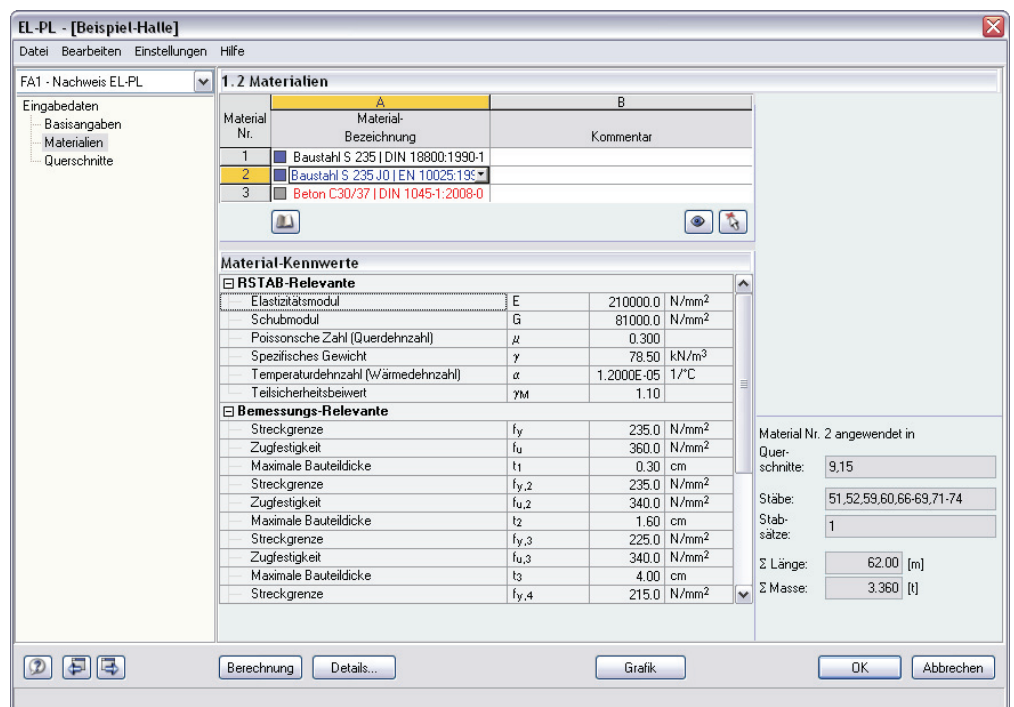 EL-PL - [Beispiel-Halle]
Datei Bearbeiten Einstellungen Hilfe
FA1 - Nachweis EL-PL
Eingabedaten
Basisangaben
Materialien
Querschnitte
1.2 Materialien
A B
Material Nr. Material-Bezeichnung Kommentar
1 Baustahl S 235 | DIN 18800:1990-1
2 Baustahl S 235 J0 | EN 10025:199
3 Beton C30/37 | DIN 1045-1:2008-0
Material-Kennwerte
RSTAB-Relevante
Elastizitätsmodul E 210000.0 N/mm²
Schubmodul G 81000.0 N/mm²
Poissonsche Zahl (Querdehnzahl) μ 0.300
Spezifisches Gewicht γ 78.50 kN/m³
Temperaturdehnzahl (Wärmedehnzahl) α 1.2000E-05 1/°C
Teilsicherheitsbeiwert γM 1.10
Bemessungs-Relevante
Streckgrenze fy 235.0 N/mm²
Zugfestigkeit fu 360.0 N/mm²
Maximale Bauteildicke t1 0.30 cm
Streckgrenze fy,2 235.0 N/mm²
Zugfestigkeit fu,2 340.0 N/mm²
Maximale Bauteildicke t2 1.60 cm
Streckgrenze fy,3 225.0 N/mm²
Zugfestigkeit fu,3 340.0 N/mm²
Maximale Bauteildicke t3 4.00 cm
Streckgrenze fy,4 215.0 N/mm²
Material Nr. 2 angewendet in
Quer-
schnitte: 9,15
Stäbe: 51,52,59,60,66-69,71-74
Stab-
sätze: 1
Σ Länge: 62.00 [m]
Σ Masse: 3.360 [t]
Berechnung Details... Grafik OK Abbrechen